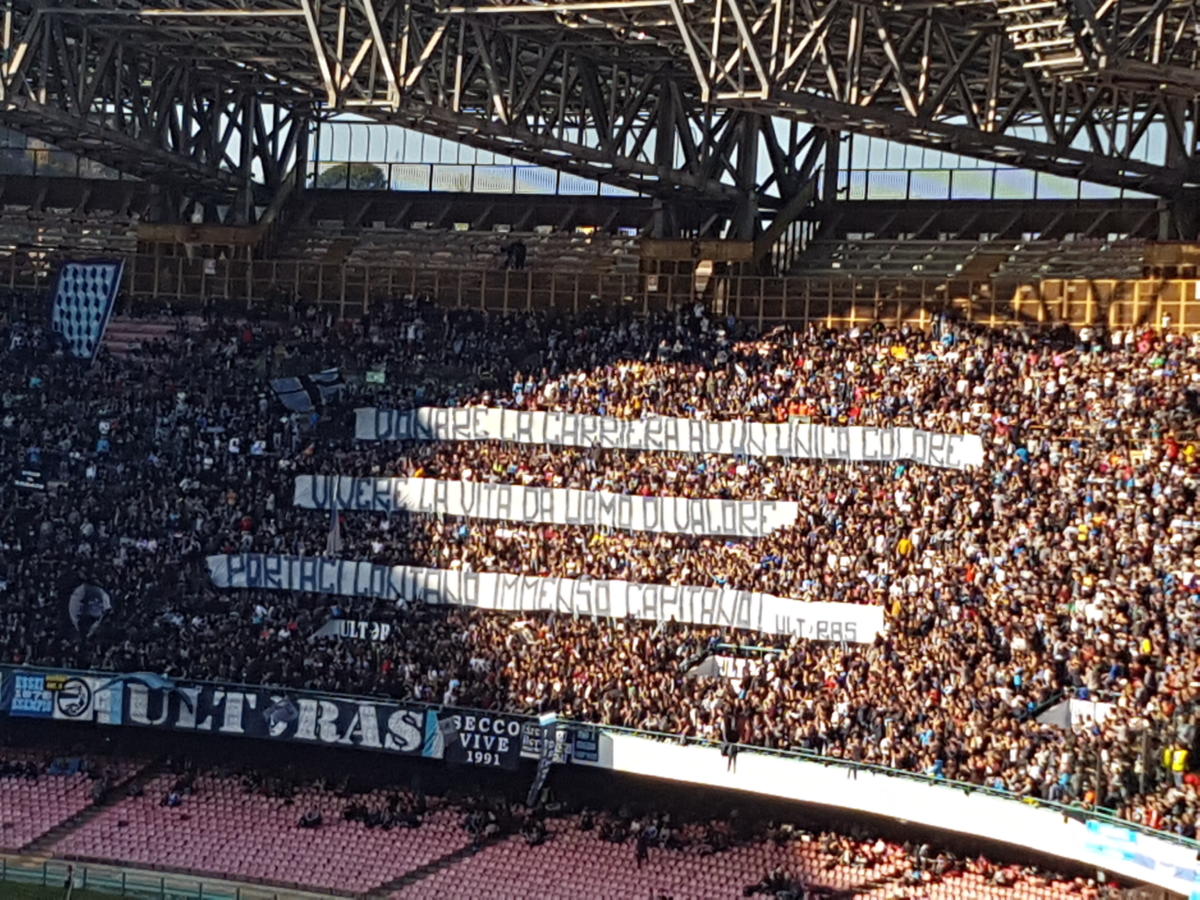 DONARE LA CARRIERA AD UN UNICO COLORE
VIVERE LA VITA DA UOMO DI VALORE
PORTACI LONTANO IMMENSO CAPITANO!
ULTRAS
ULTRAS
SECCO
VIVE
1991